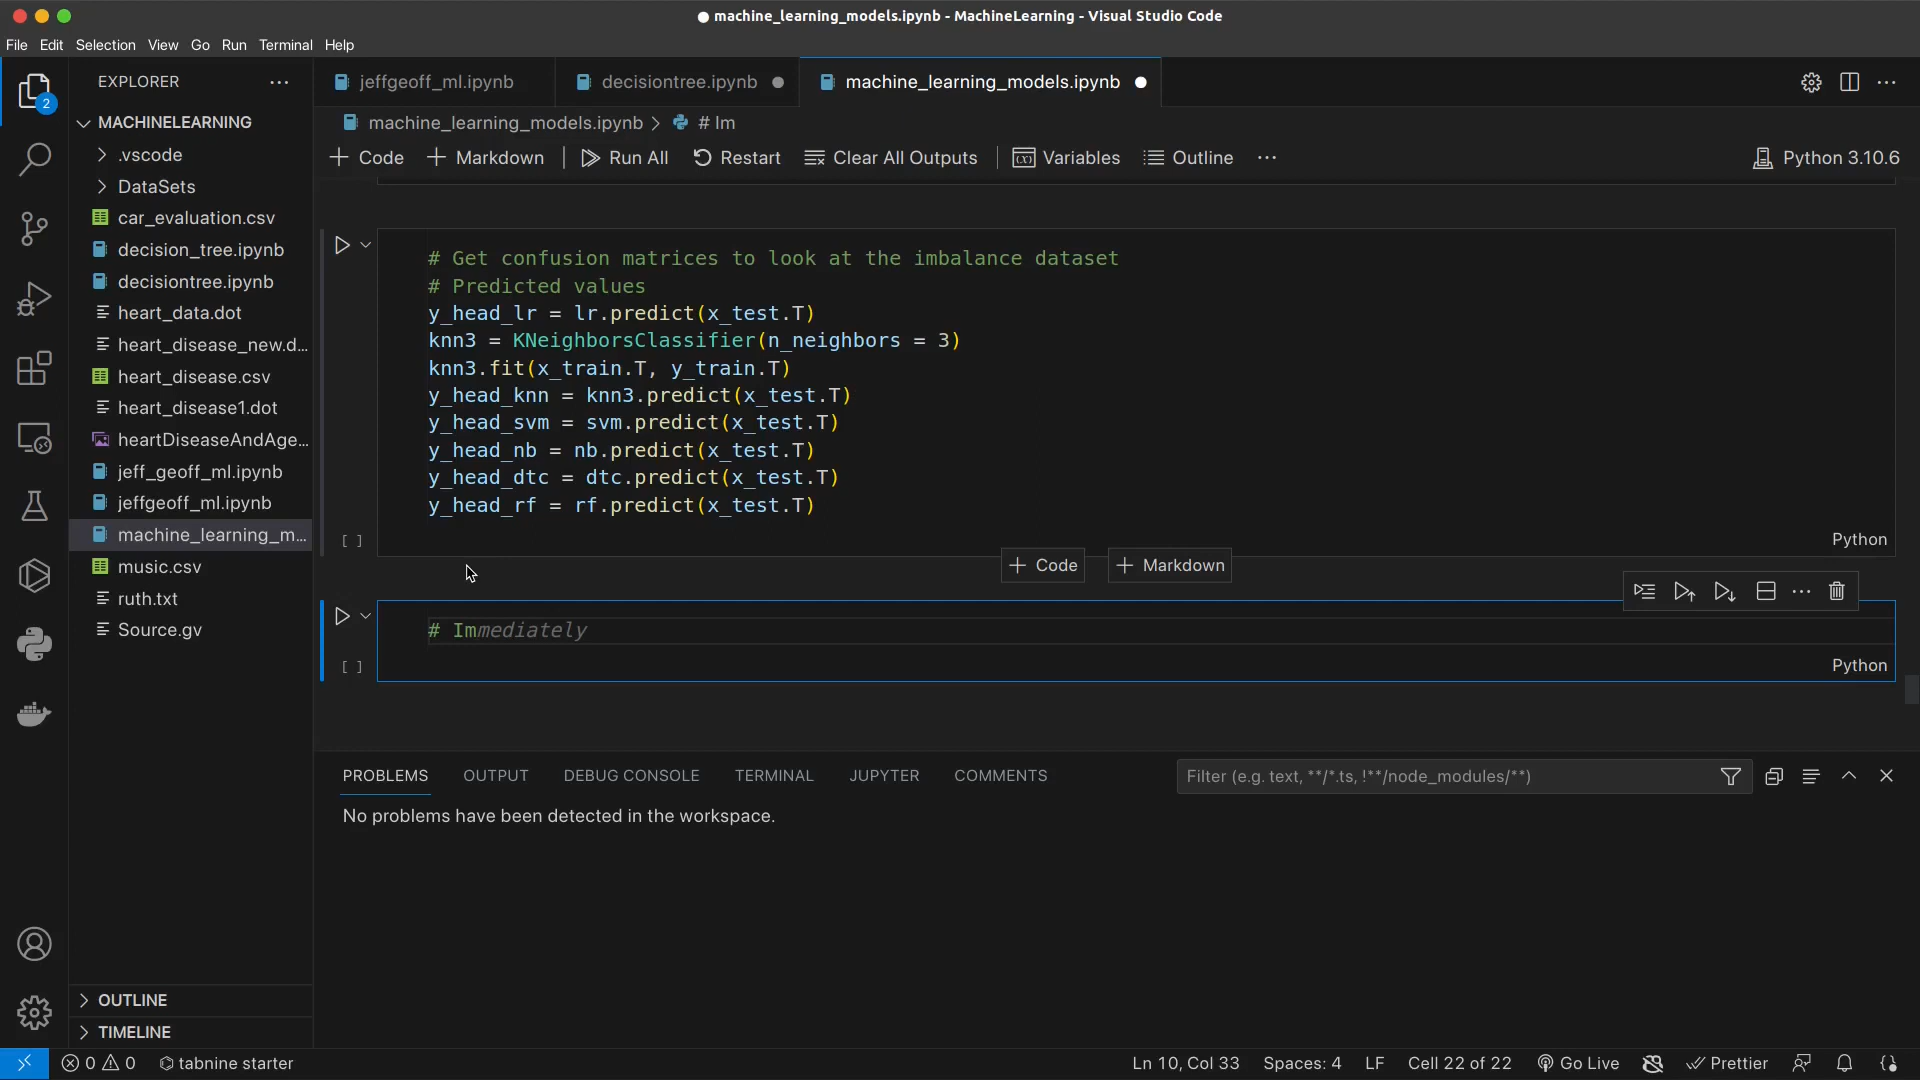 machine_learning_models.ipynb - MachineLearning - Visual Studio Code
File Edit Selection View Go Run Terminal Help
2
EXPLORER
MACHINELEARNING
.vscode
DataSets
car_evaluation.csv
decision_tree.ipynb
decisiontree.ipynb
heart_data.dot
heart_disease_new.d...
heart_disease.csv
heart_disease1.dot
heartDiseaseAndAge...
jeff_geoff_ml.ipynb
jeffgeoff_ml.ipynb
machine_learning_m...
music.csv
ruth.txt
Source.gv
OUTLINE
TIMELINE
jeffgeoff_ml.ipynb decisiontree.ipynb machine_learning_models.ipynb
machine_learning_models.ipynb > # Im
+ Code + Markdown | Run All Restart Clear All Outputs | Variables Outline ... Python 3.10.6
# Get confusion matrices to look at the imbalance dataset
# Predicted values
y_head_lr = lr.predict(x_test.T)
knn3 = KNeighborsClassifier(n_neighbors = 3)
knn3.fit(x_train.T, y_train.T)
y_head_knn = knn3.predict(x_test.T)
y_head_svm = svm.predict(x_test.T)
y_head_nb = nb.predict(x_test.T)
y_head_dtc = dtc.predict(x_test.T)
y_head_rf = rf.predict(x_test.T)
[ ] Python
+ Code + Markdown
# Immediately
[ ] Python
PROBLEMS OUTPUT DEBUG CONSOLE TERMINAL JUPYTER COMMENTS Filter (e.g. text, **/*.ts, !**/node_modules/**)
No problems have been detected in the workspace.
0 0 tabnine starter Ln 10, Col 33 Spaces: 4 LF Cell 22 of 22 Go Live Prettier